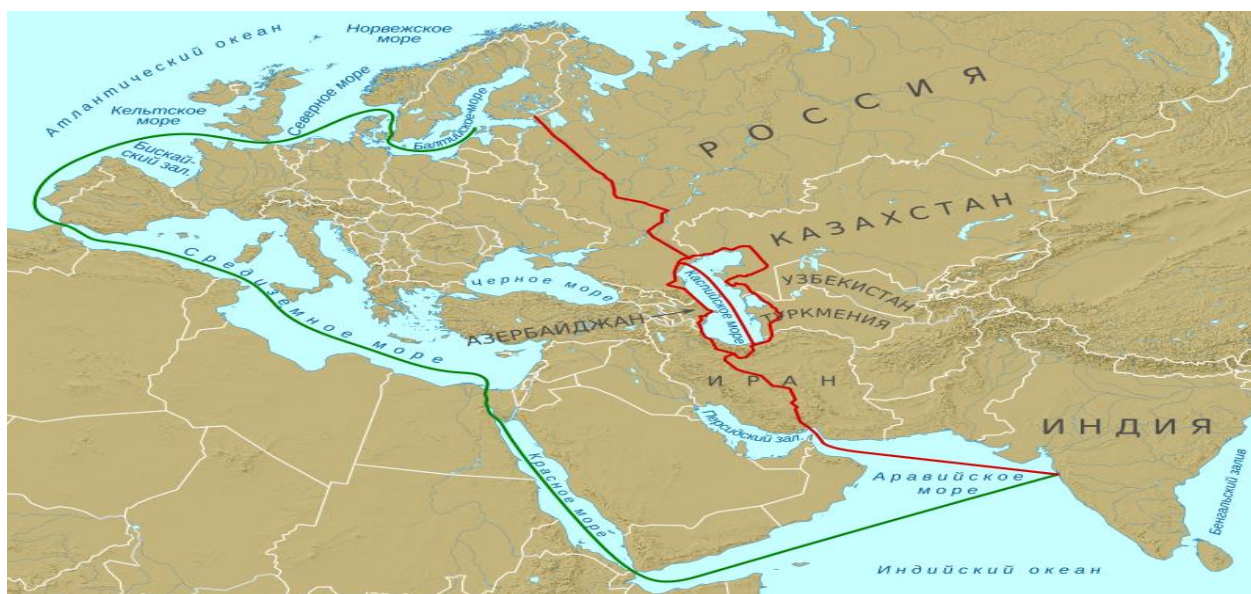 Атлантический океан
Норвежское
море
Кельтское
море
Северное море
Балтийское море
Бискай-
ский зал.
РОССИЯ
КАЗАХСТАН
УЗБЕКИСТАН
ТУРКМЕНИЯ
Каспийское море
Черное море
АЗЕРБАЙДЖАН
Средиземное море
ИРАН
Персидский зал.
Красное море
ИНДИЯ
Аравийское
море
Бенгальский залив
Индийский океан